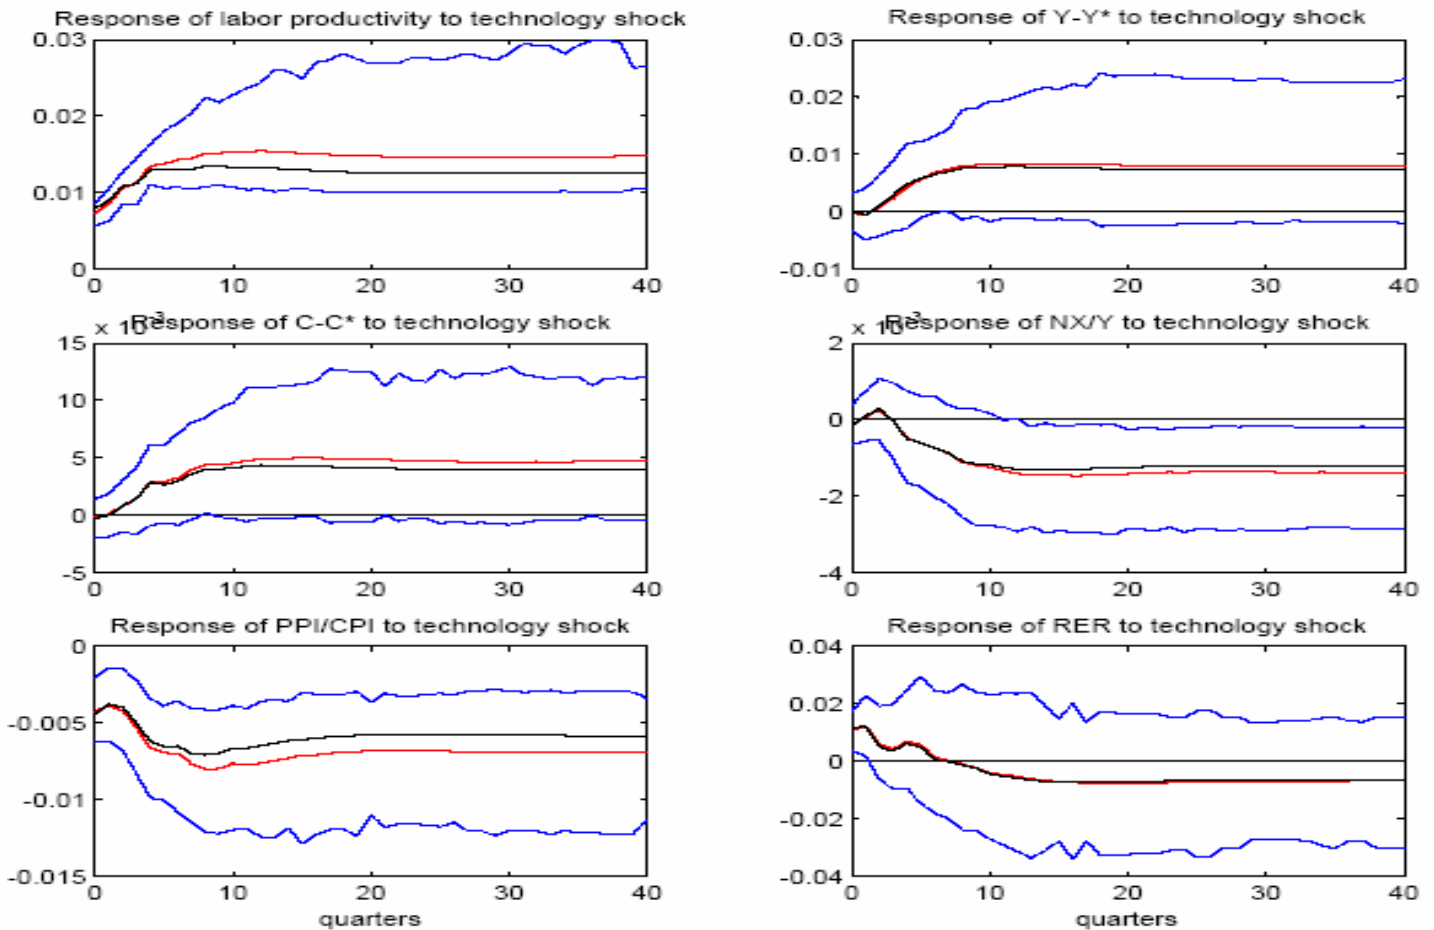 Response of labor productivity to technology shock
0.03
0.02
0.01
0
0 10 20 30 40
Response of Y-Y* to technology shock
0.03
0.02
0.01
0
-0.01
0 10 20 30 40
x 10-3
Response of C-C* to technology shock
15
10
5
0
-5
0 10 20 30 40
x 10-3
Response of NX/Y to technology shock
2
0
-2
-4
0 10 20 30 40
Response of PPI/CPI to technology shock
0
-0.005
-0.01
-0.015
0 10 20 30 40
quarters
Response of RER to technology shock
0.04
0.02
0
-0.02
-0.04
0 10 20 30 40
quarters